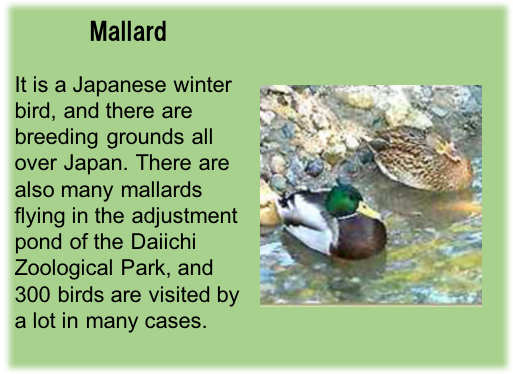 Mallard
It is a Japanese winter
bird, and there are
breeding grounds all
over Japan. There are
also many mallards
flying in the adjustment
pond of the Daiichi
Zoological Park, and
300 birds are visited by
a lot in many cases.